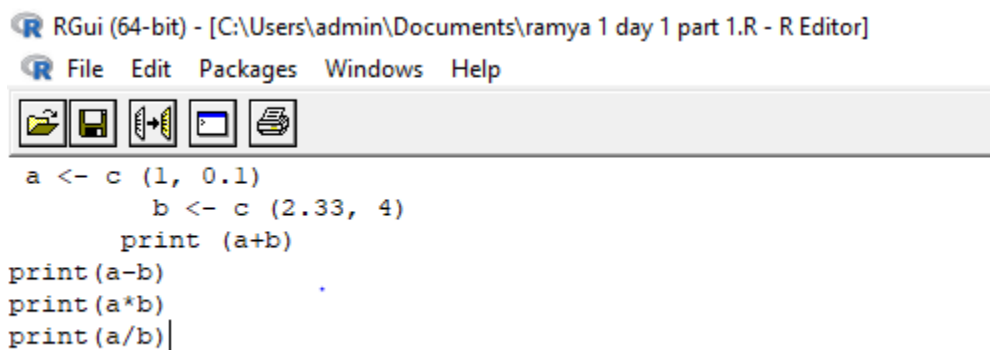 RGui (64-bit) - [C:\Users\admin\Documents\ramya 1 day 1 part 1.R - R Editor]
File Edit Packages Windows Help
a <- c (1, 0.1)
b <- c (2.33, 4)
print (a+b)
print(a-b)
print(a*b)
print(a/b)